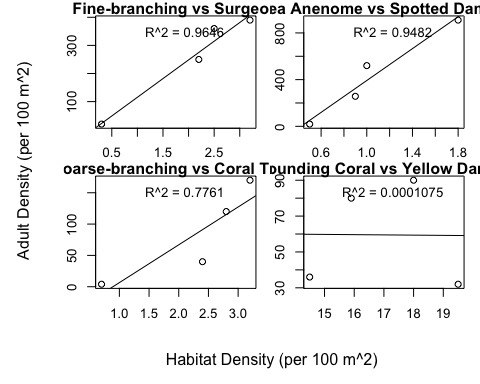 Fine-branching vs Surgeo
ea Anenome vs Spotted Dam
R^2 = 0.9646
R^2 = 0.9482
100
300
0
400
800
0.5
1.5
2.5
0.6
1.0
1.4
1.8
oarse-branching vs Coral T
ounding Coral vs Yellow Dam
R^2 = 0.7761
R^2 = 0.0001075
0
50
100
30
50
70
90
1.0
1.5
2.0
2.5
3.0
15
16
17
18
19
Adult Density (per 100 m^2)
Habitat Density (per 100 m^2)